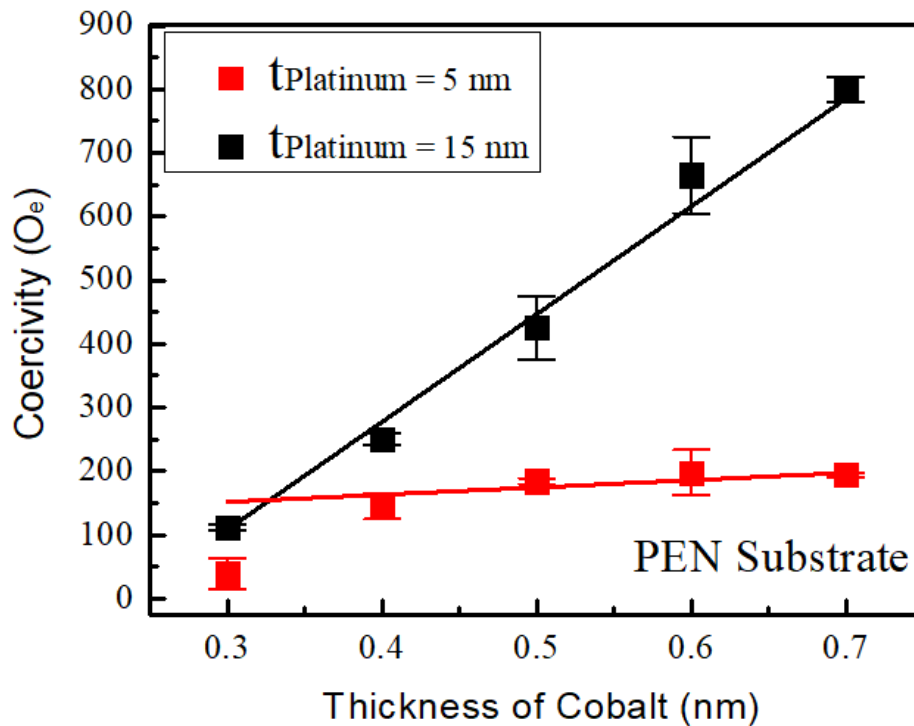 900
800
700
600
500
400
300
200
100
0
Coercivity (Oe)
tPlatinum = 5 nm
tPlatinum = 15 nm
PEN Substrate
0.3 0.4 0.5 0.6 0.7
Thickness of Cobalt (nm)